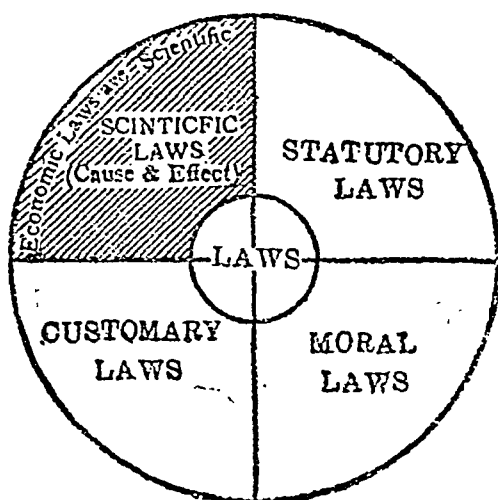 Economic Laws are Scientific
SCINTICFIC
LAWS
(Cause & Effect)
STATUTORY
LAWS
LAWS
CUSTOMARY
LAWS
MORAL
LAWS